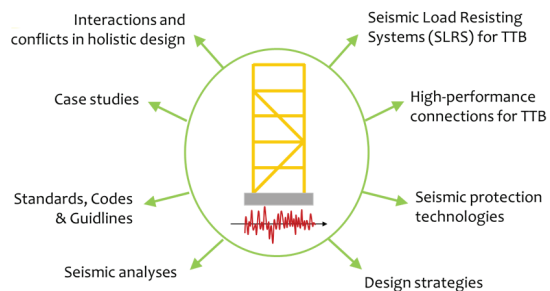 Interactions and
conflicts in holistic design
Seismic Load Resisting
Systems (SLRS) for TTB
Case studies
High-performance
connections for TTB
Standards, Codes
& Guidlines
Seismic protection
technologies
Seismic analyses
Design strategies